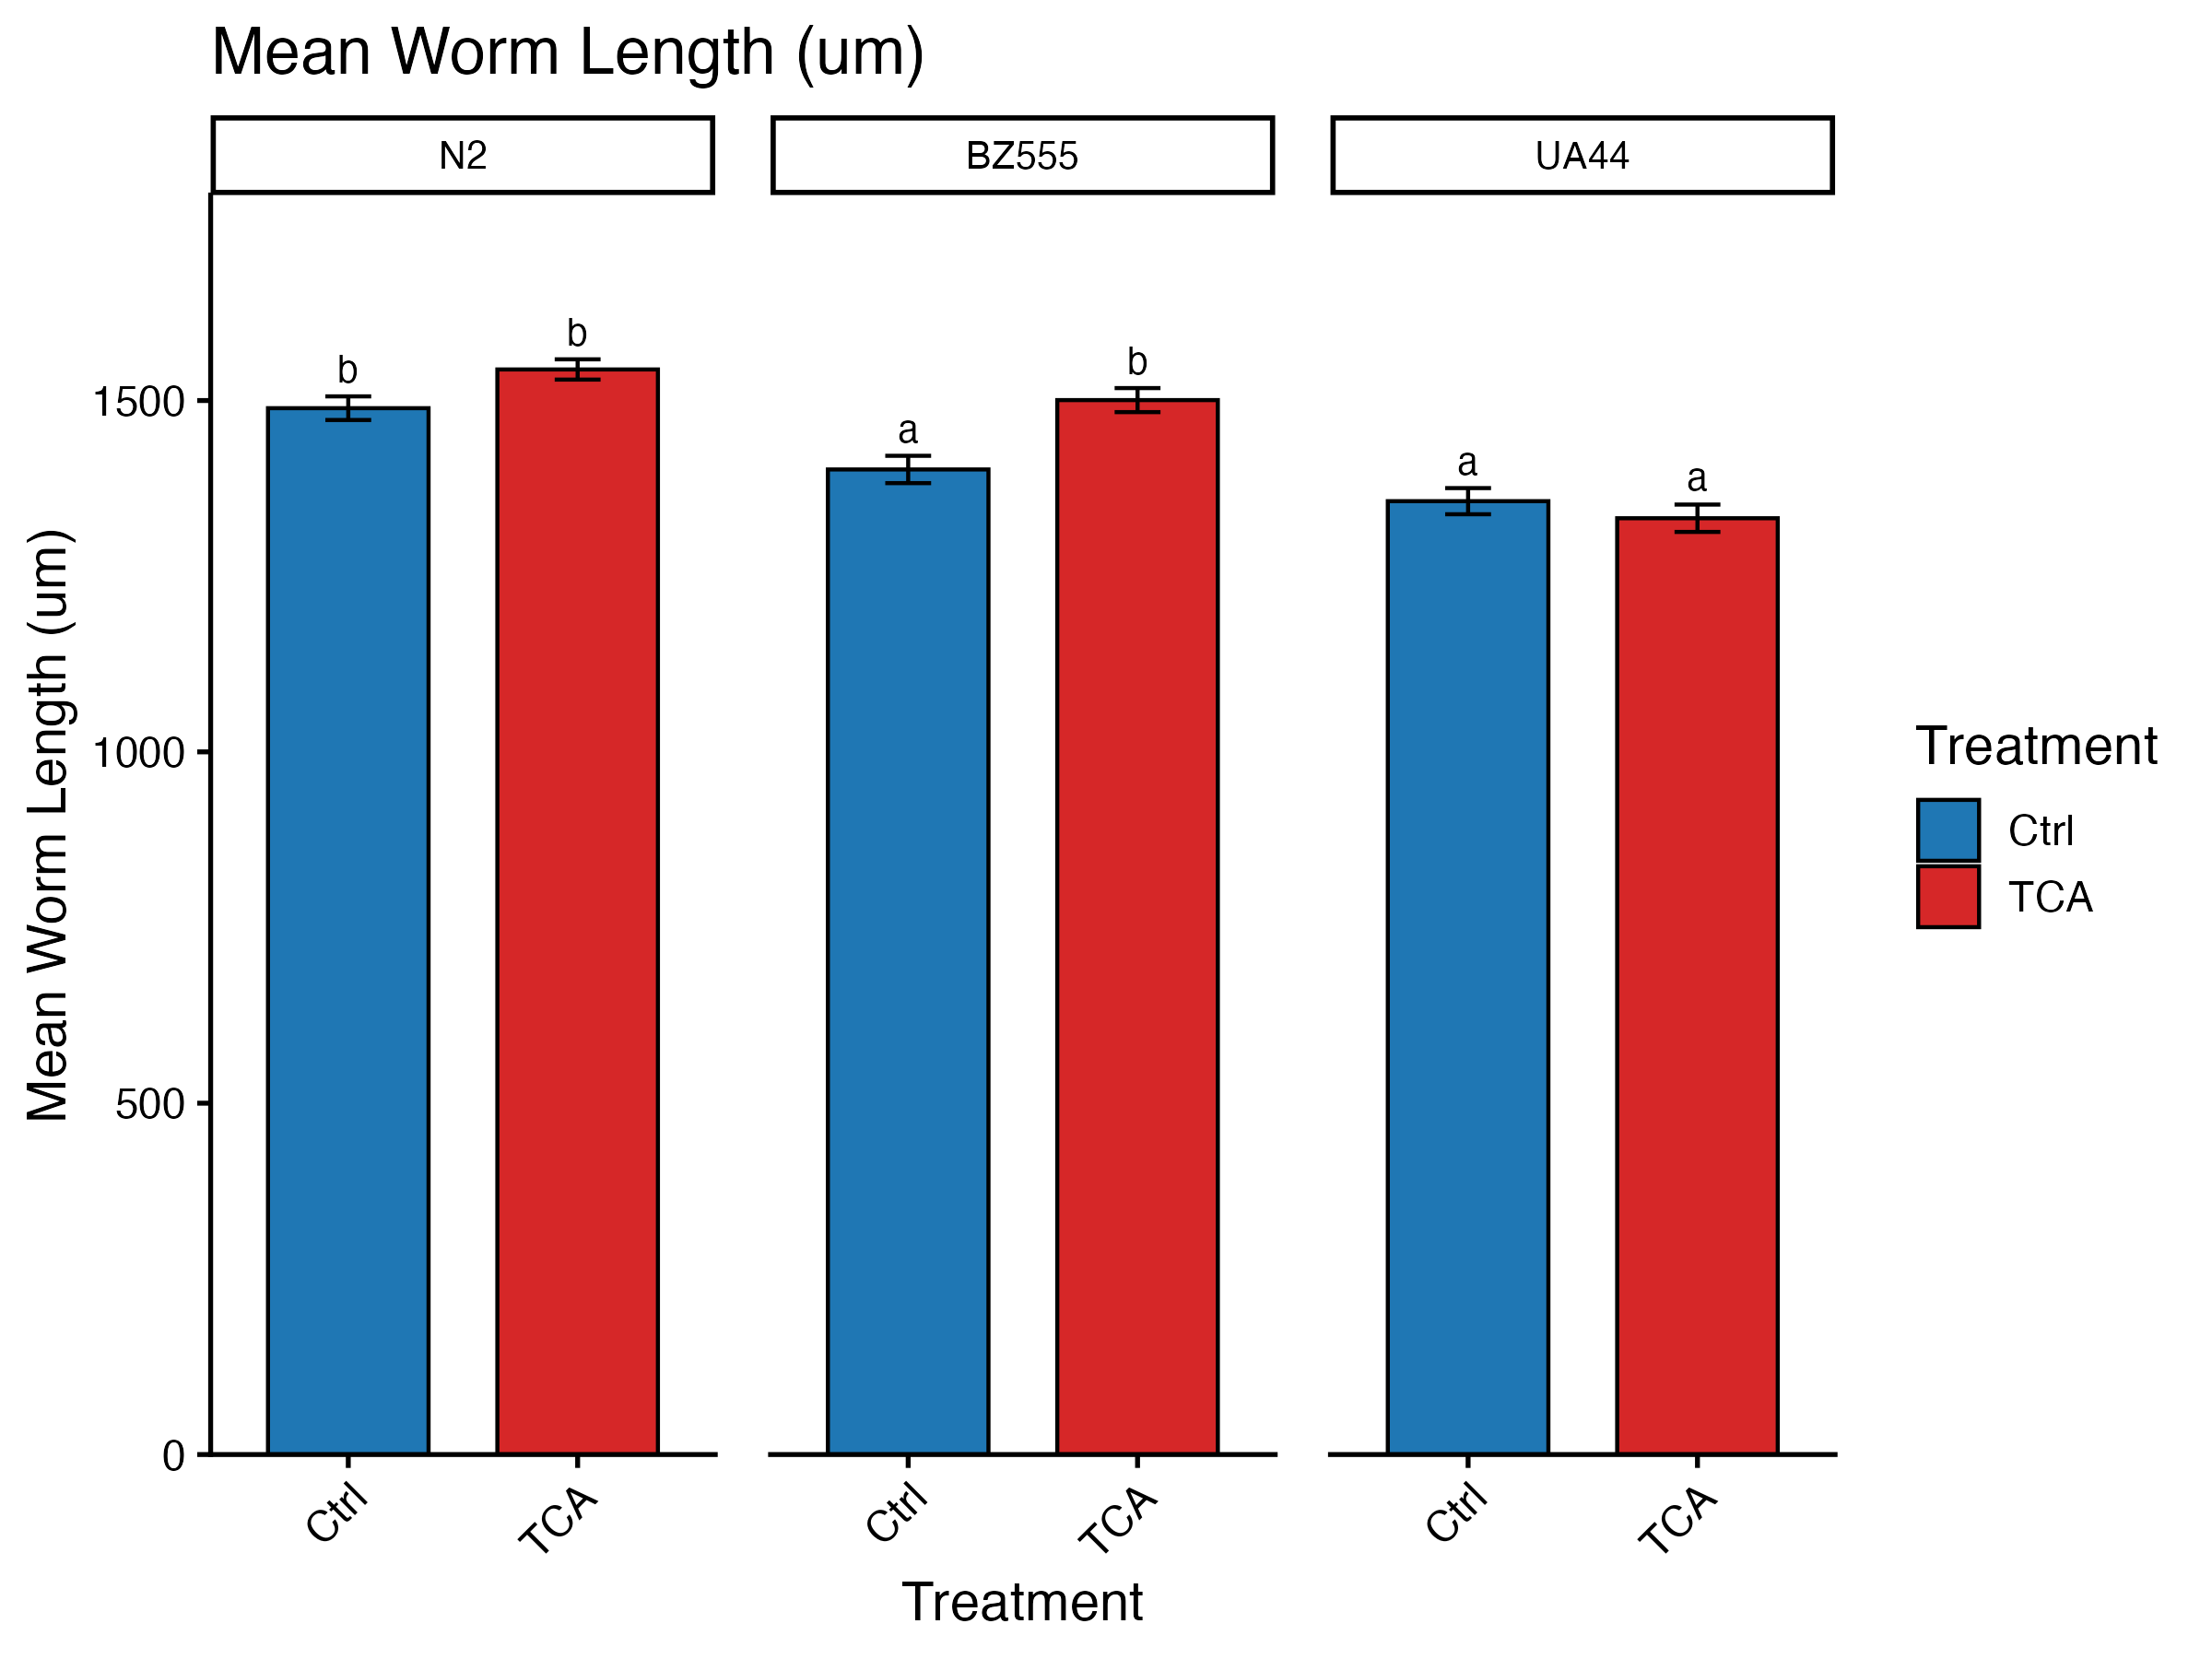 Mean Worm Length (um)
N2
BZ555
UA44
Mean Worm Length (um)
1500
1000
500
0
b
b
a
b
a
a
Ctrl
TCA
Ctrl
TCA
Ctrl
TCA
Treatment
Treatment
Ctrl
TCA